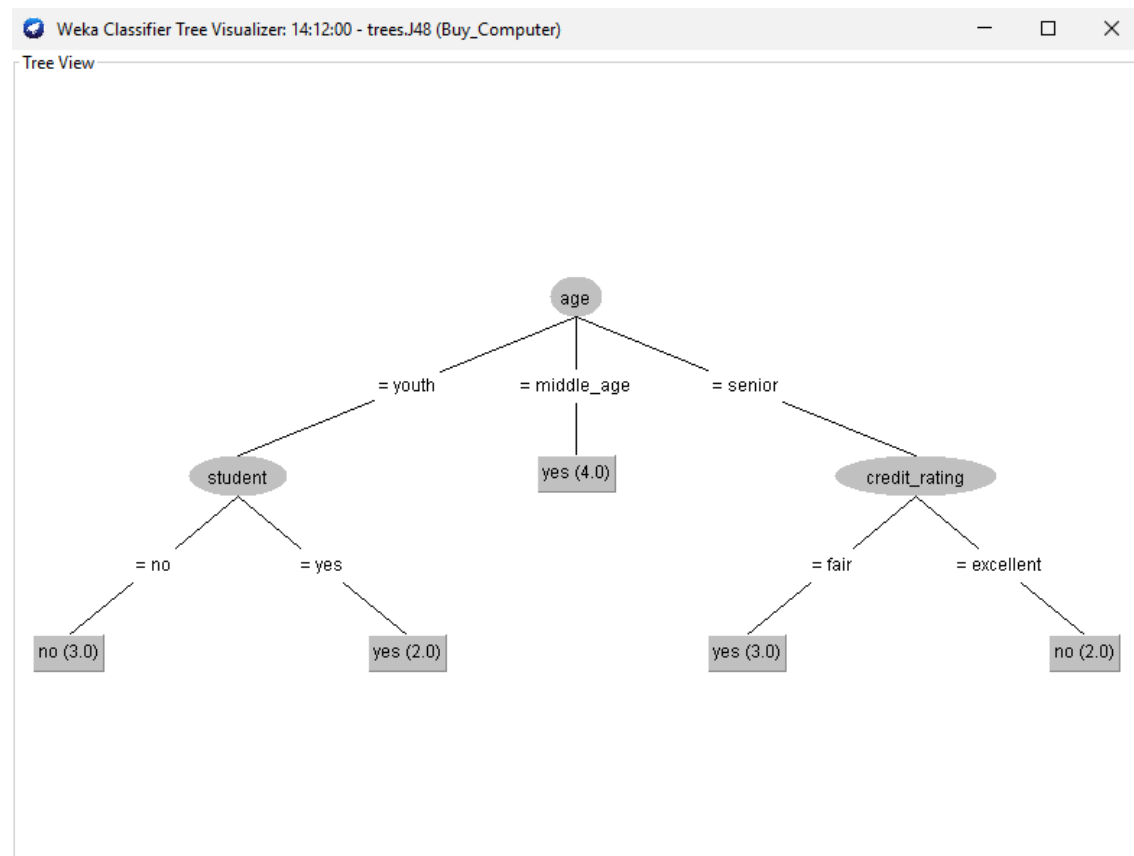 Weka Classifier Tree Visualizer: 14:12:00 - trees.J48 (Buy_Computer)
Tree View
age
= youth
= middle_age
= senior
student
yes (4.0)
credit_rating
= no
= yes
= fair
= excellent
no (3.0)
yes (2.0)
yes (3.0)
no (2.0)